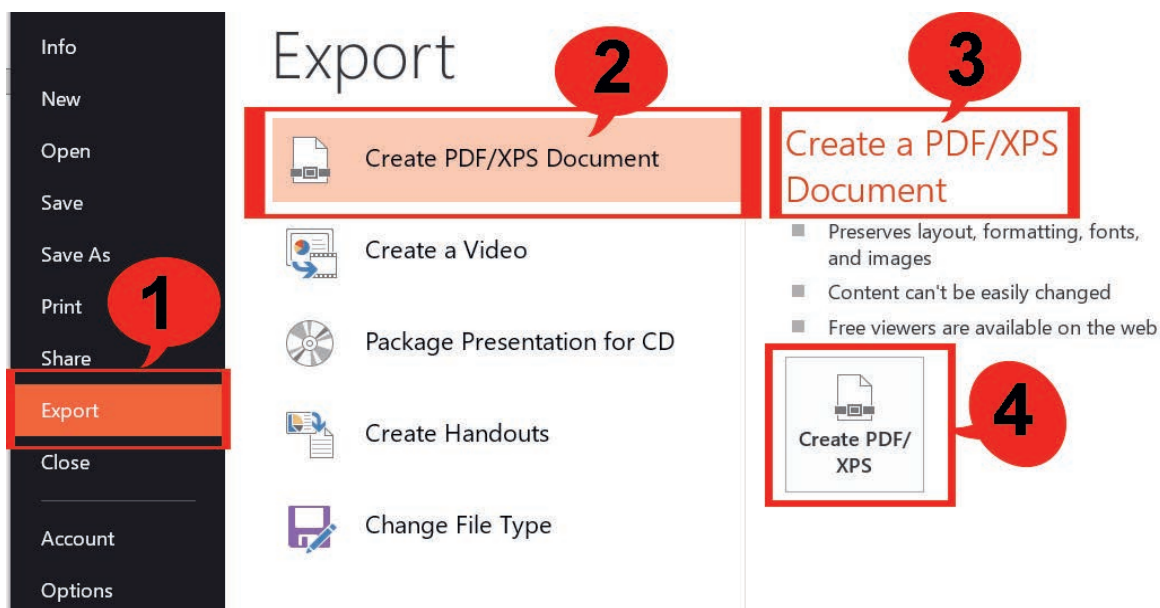 Info
New
Open
Save
Save As
Print
Share
Export
Close
Account
Options
1
Export
2
Create PDF/XPS Document
Create a Video
Package Presentation for CD
Create Handouts
Change File Type
3
Create a PDF/XPS
Document
Preserves layout, formatting, fonts,
and images
Content can't be easily changed
Free viewers are available on the web
Create PDF/
XPS
4